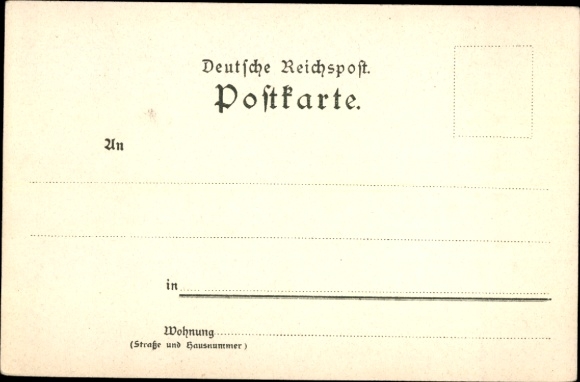 Deutſche Reichspoſt.
Poſtkarte.
An
in
Wohnung
(Straße und Hausnummer)